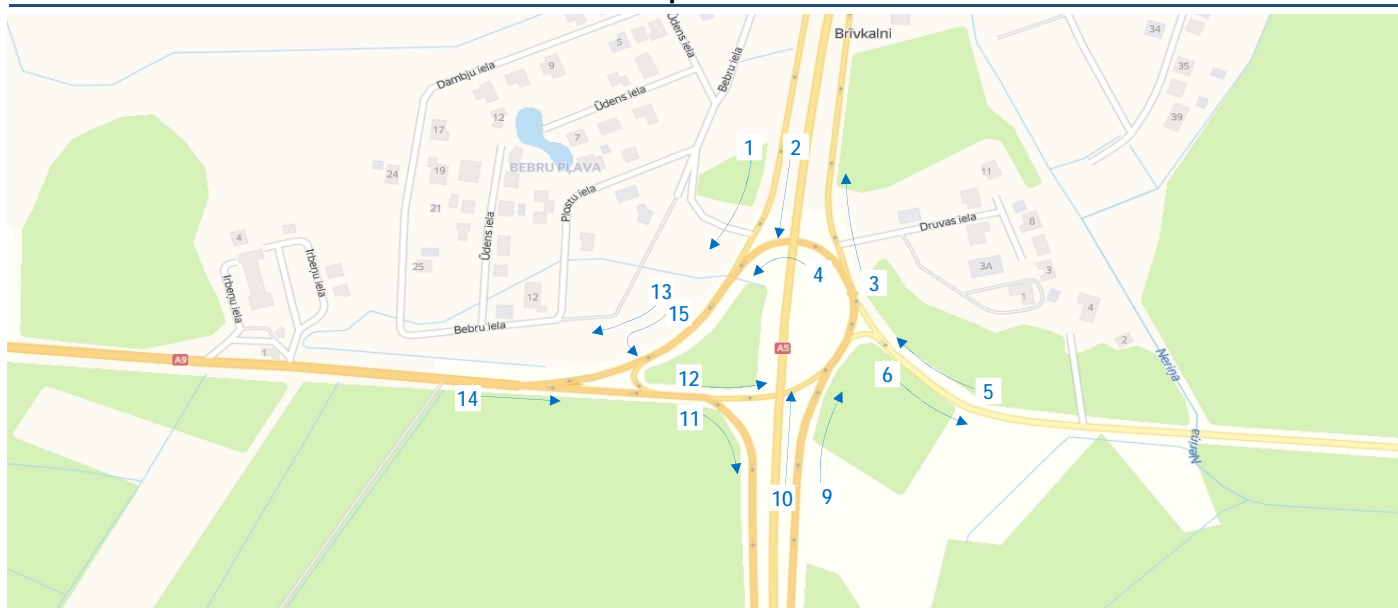 Brīvkalni
34
35
39
5
9
Ūdens iela
Bebru iela
Dambju iela
Ūdens iela
12
17
7
BEBRU PĻAVA
19
24
21
Plostu iela
Ūdens iela
25
12
Bebru iela
4
Irbeņu iela
Irbeņu iela
1
A9
1
2
11
8
Druvas iela
3A
3
1
4
2
4
3
13
15
A5
Neriņa
Neriņa
12
6
5
14
11
10
9